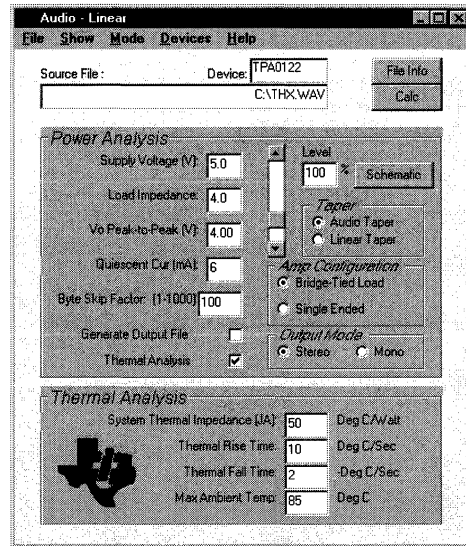 Audio - Linear
File Show Mode Devices Help
Source File : Device: TPA0122 File Info
C:\THX.WAV Calc
Power Analysis
Supply Voltage (V): 5.0
Level
100 % Schematic
Load Impedance: 4.0
Taper
Audio Taper
Vo Peak-to-Peak (V): 4.00
Linear Taper
Quiescent Cur (mA): 6
Amp Configuration
Bridge-Tied Load
Byte Skip Factor: (1-1000) 100
Single Ended
Generate Output File
Output Mode
Stereo Mono
Thermal Analysis
Thermal Analysis
System Thermal Impedance (JA): 50 Deg C/Watt
Thermal Rise Time: 10 Deg C/Sec
Thermal Fall Time: 2 -Deg C/Sec
Max Ambient Temp: 85 Deg C